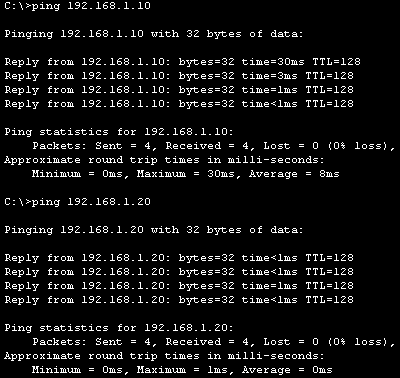 C:\>ping 192.168.1.10
Pinging 192.168.1.10 with 32 bytes of data:
Reply from 192.168.1.10: bytes=32 time=30ms TTL=128
Reply from 192.168.1.10: bytes=32 time=3ms TTL=128
Reply from 192.168.1.10: bytes=32 time=1ms TTL=128
Reply from 192.168.1.10: bytes=32 time<1ms TTL=128
Ping statistics for 192.168.1.10:
Packets: Sent = 4, Received = 4, Lost = 0 (0% loss),
Approximate round trip times in milli-seconds:
Minimum = 0ms, Maximum = 30ms, Average = 8ms
C:\>ping 192.168.1.20
Pinging 192.168.1.20 with 32 bytes of data:
Reply from 192.168.1.20: bytes=32 time<1ms TTL=128
Reply from 192.168.1.20: bytes=32 time<1ms TTL=128
Reply from 192.168.1.20: bytes=32 time=1ms TTL=128
Reply from 192.168.1.20: bytes=32 time<1ms TTL=128
Ping statistics for 192.168.1.20:
Packets: Sent = 4, Received = 4, Lost = 0 (0% loss),
Approximate round trip times in milli-seconds:
Minimum = 0ms, Maximum = 1ms, Average = 0ms